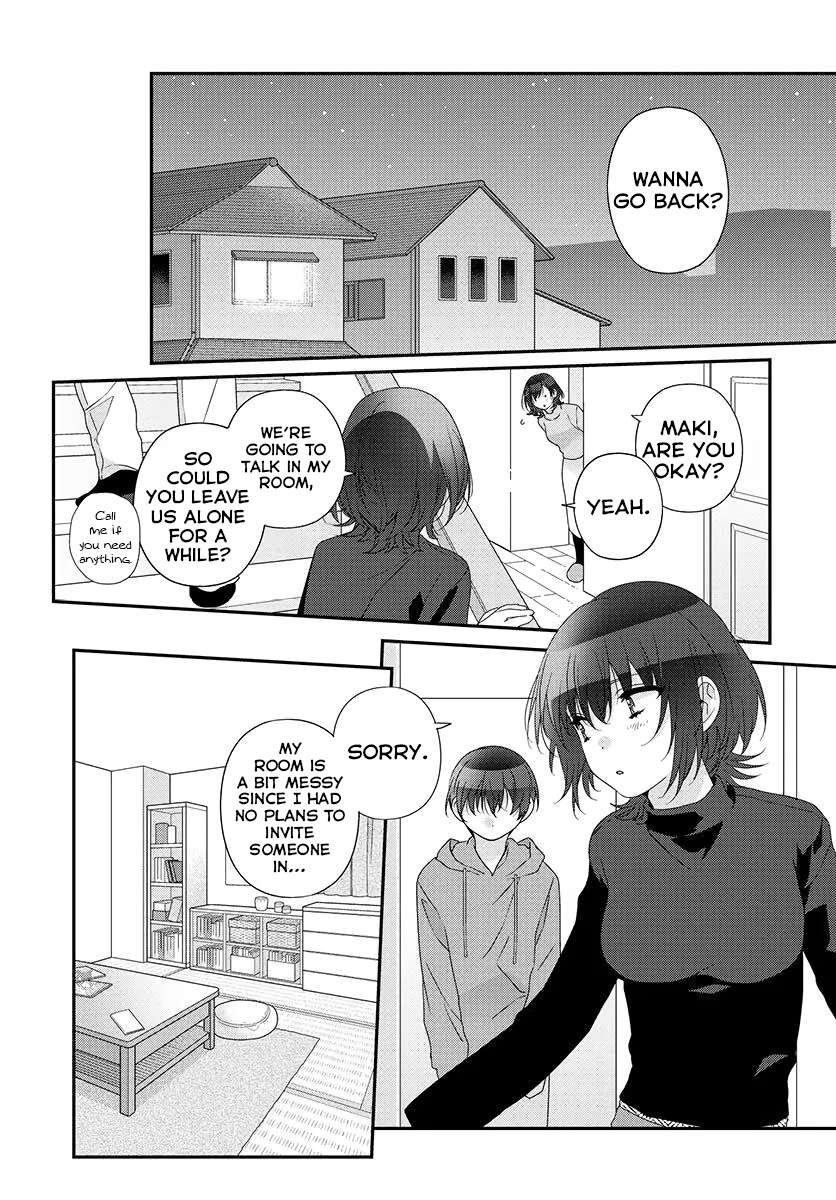 WANNA
GO BACK?
MAKI,
ARE YOU
OKAY?
YEAH.
WE'RE
GOING TO
TALK IN MY
ROOM,
SO
COULD
YOU LEAVE
US ALONE
FOR A
WHILE?
Call
me if
you need
anything.
SORRY.
MY
ROOM IS
A BIT MESSY
SINCE I HAD
NO PLANS TO
INVITE
SOMEONE
IN...